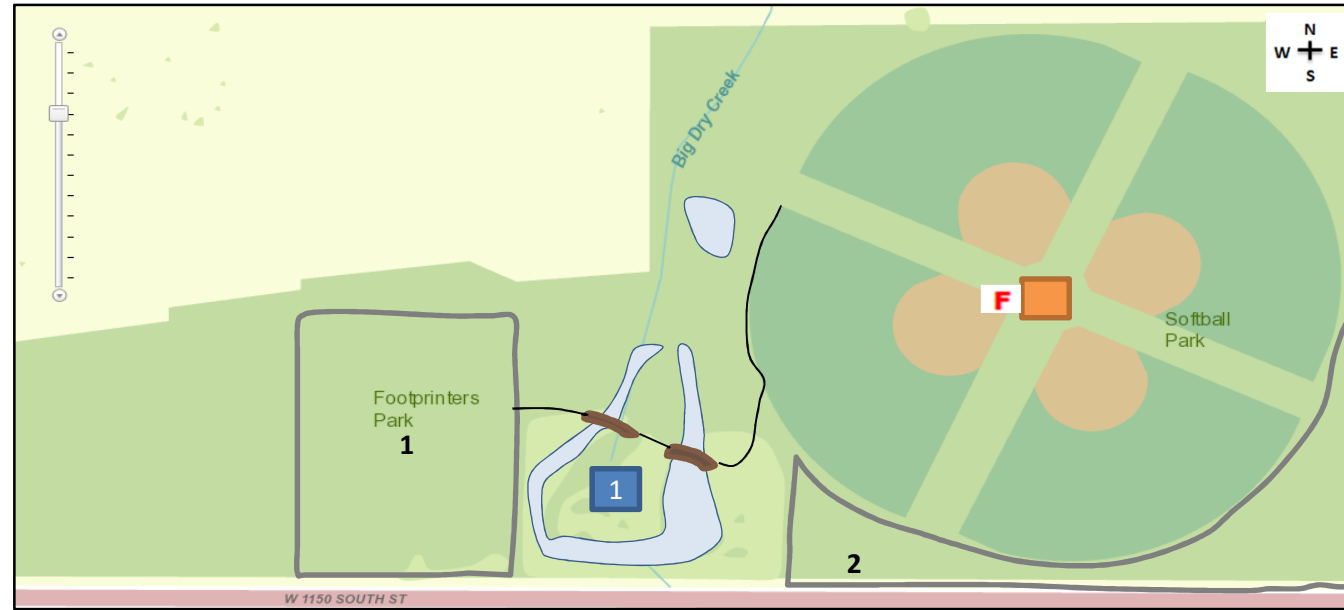 N
W E
S
Big Dry Creek
F
Softball
Park
Footprinters
Park
1
1
2
W 1150 SOUTH ST